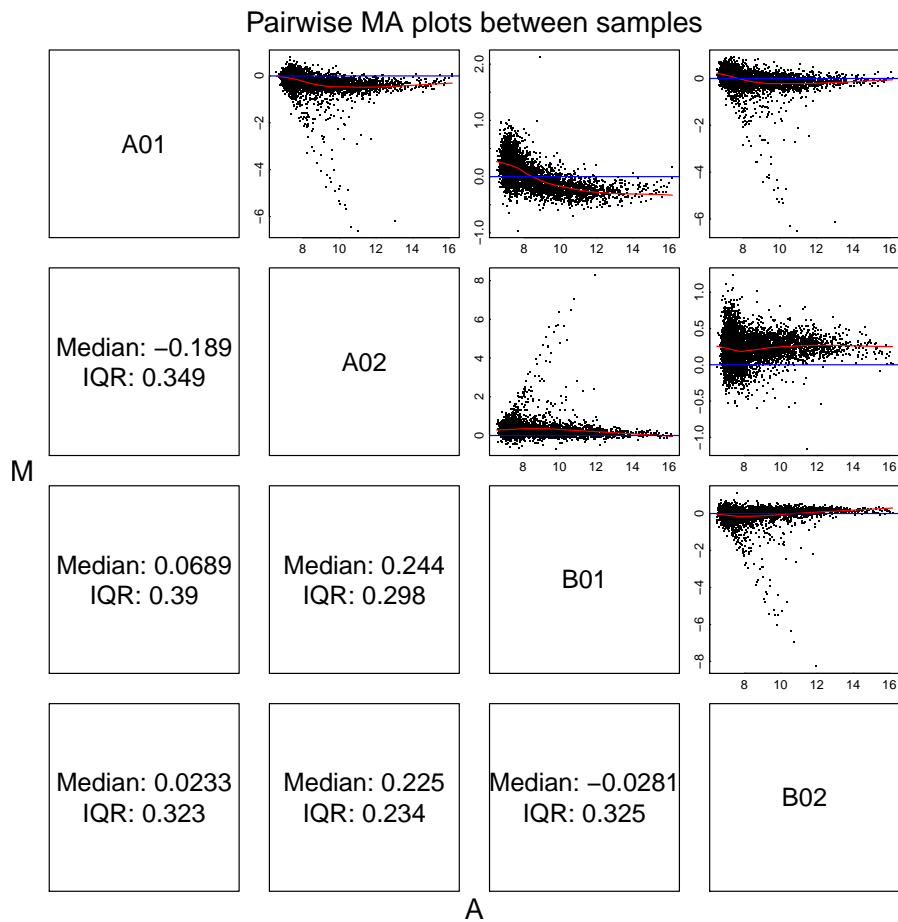 Pairwise MA plots between samples
A01
0
−2
−4
−6
8 10 12 14 16
2.0
1.0
0.0
−1.0
8 10 12 14 16
0
−2
−4
−6
8 10 12 14 16
Median: −0.189
IQR: 0.349
A02
8
6
4
2
0
8 10 12 14 16
1.0
0.5
0.0
−0.5
−1.0
8 10 12 14 16
M
Median: 0.0689
IQR: 0.39
Median: 0.244
IQR: 0.298
B01
0
−2
−4
−6
−8
8 10 12 14 16
Median: 0.0233
IQR: 0.323
Median: 0.225
IQR: 0.234
Median: −0.0281
IQR: 0.325
B02
A